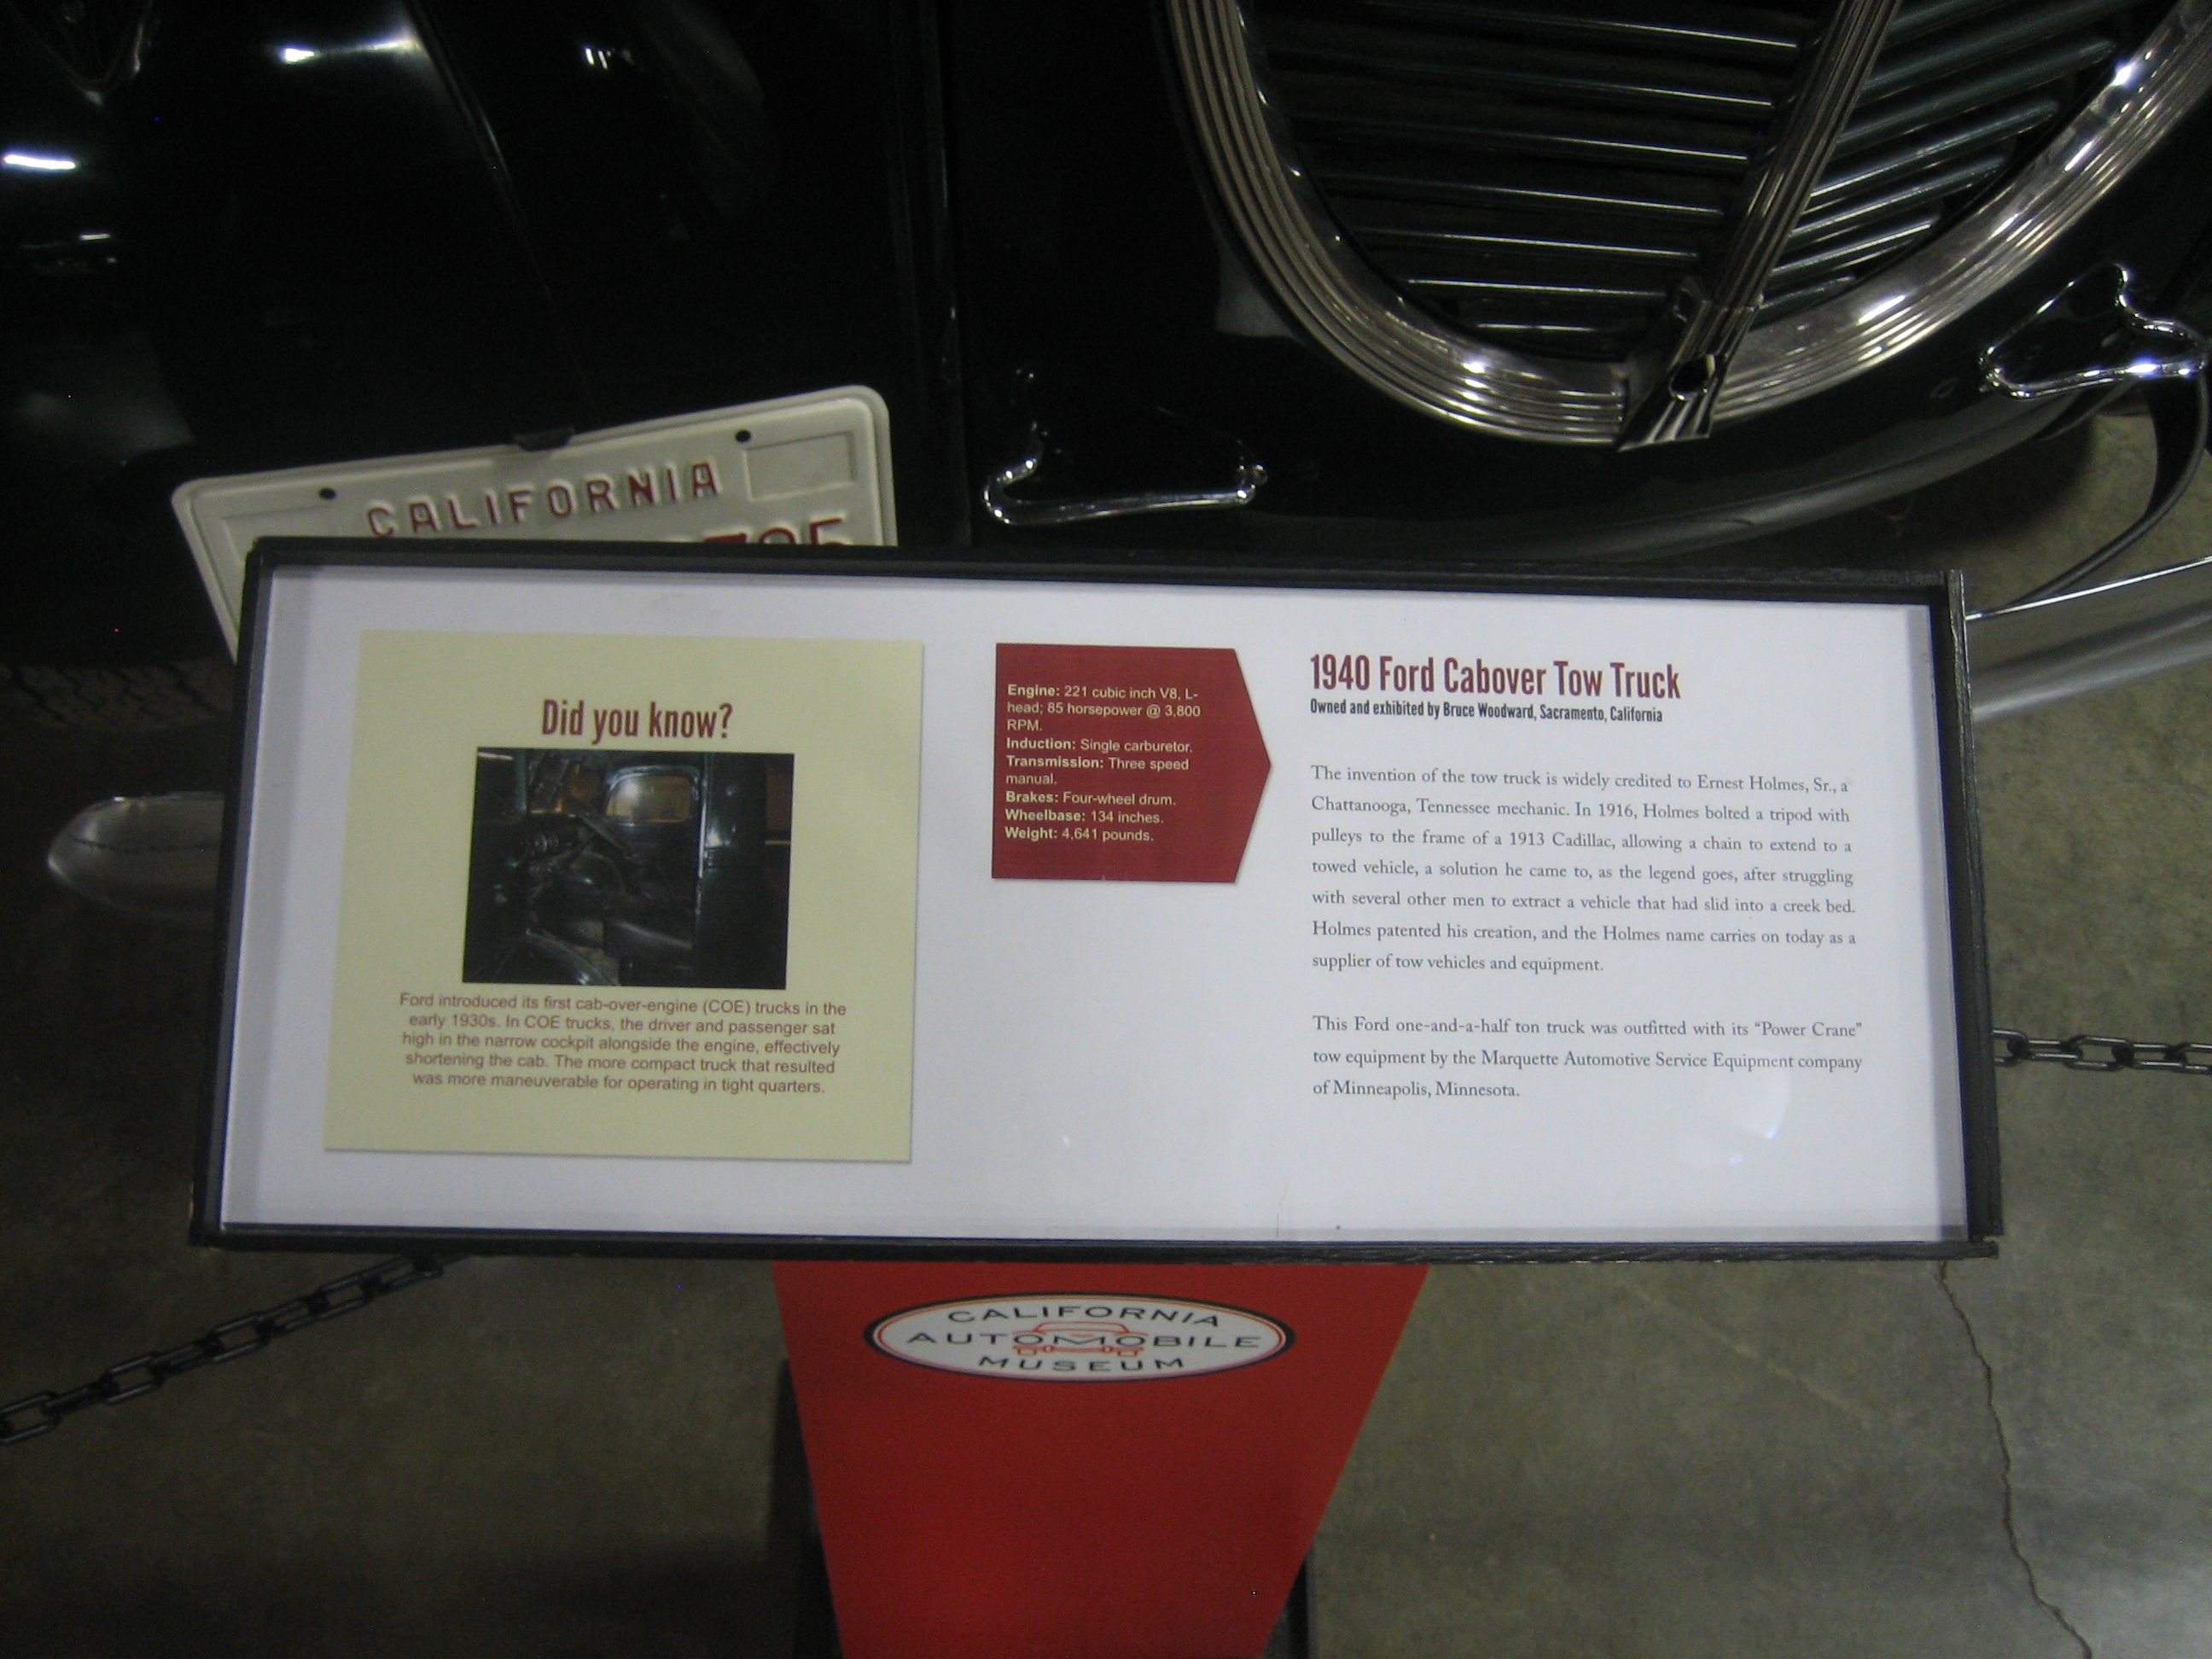 CALIFORNIA
Did you know?
Ford introduced its first cab-over-engine (COE) trucks in the
early 1930s. In COE trucks, the driver and passenger sat
high in the narrow cockpit alongside the engine, effectively
shortening the cab. The more compact truck that resulted
was more maneuverable for operating in tight quarters.
Engine: 221 cubic inch V8, L-
head; 85 horsepower @ 3,800
RPM.
Induction: Single carburetor.
Transmission: Three speed
manual.
Brakes: Four-wheel drum.
Wheelbase: 134 inches.
Weight: 4,641 pounds.
1940 Ford Cabover Tow Truck
Owned and exhibited by Bruce Woodward, Sacramento, California
The invention of the tow truck is widely credited to Ernest Holmes, Sr., a
Chattanooga, Tennessee mechanic. In 1916, Holmes bolted a tripod with
pulleys to the frame of a 1913 Cadillac, allowing a chain to extend to a
towed vehicle, a solution he came to, as the legend goes, after struggling
with several other men to extract a vehicle that had slid into a creek bed.
Holmes patented his creation, and the Holmes name carries on today as a
supplier of tow vehicles and equipment.
This Ford one-and-a-half ton truck was outfitted with its “Power Crane”
tow equipment by the Marquette Automotive Service Equipment company
of Minneapolis, Minnesota.
CALIFORNIA
AUTOMOBILE
MUSEUM